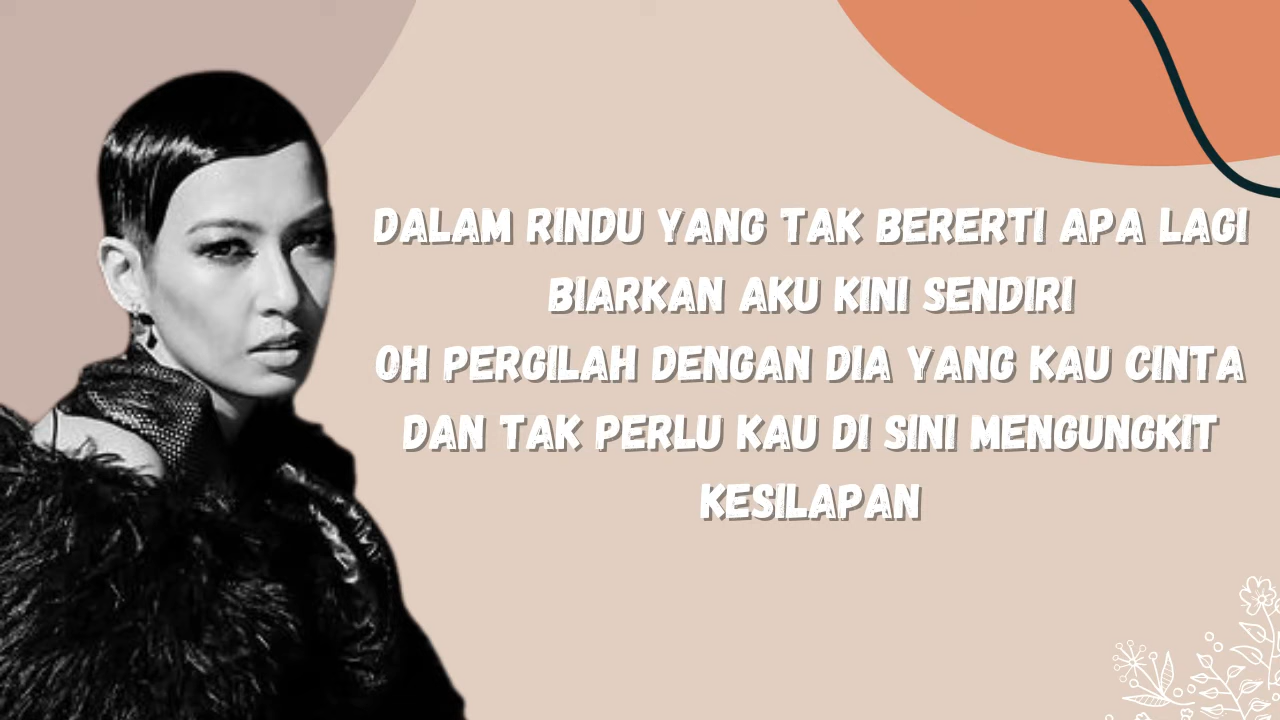 DALAM RINDU YANG TAK BERERTI APA LAGI
BIARKAN AKU KINI SENDIRI
OH PERGILAH DENGAN DIA YANG KAU CINTA
DAN TAK PERLU KAU DI SINI MENGUNGKIT
KESILAPAN